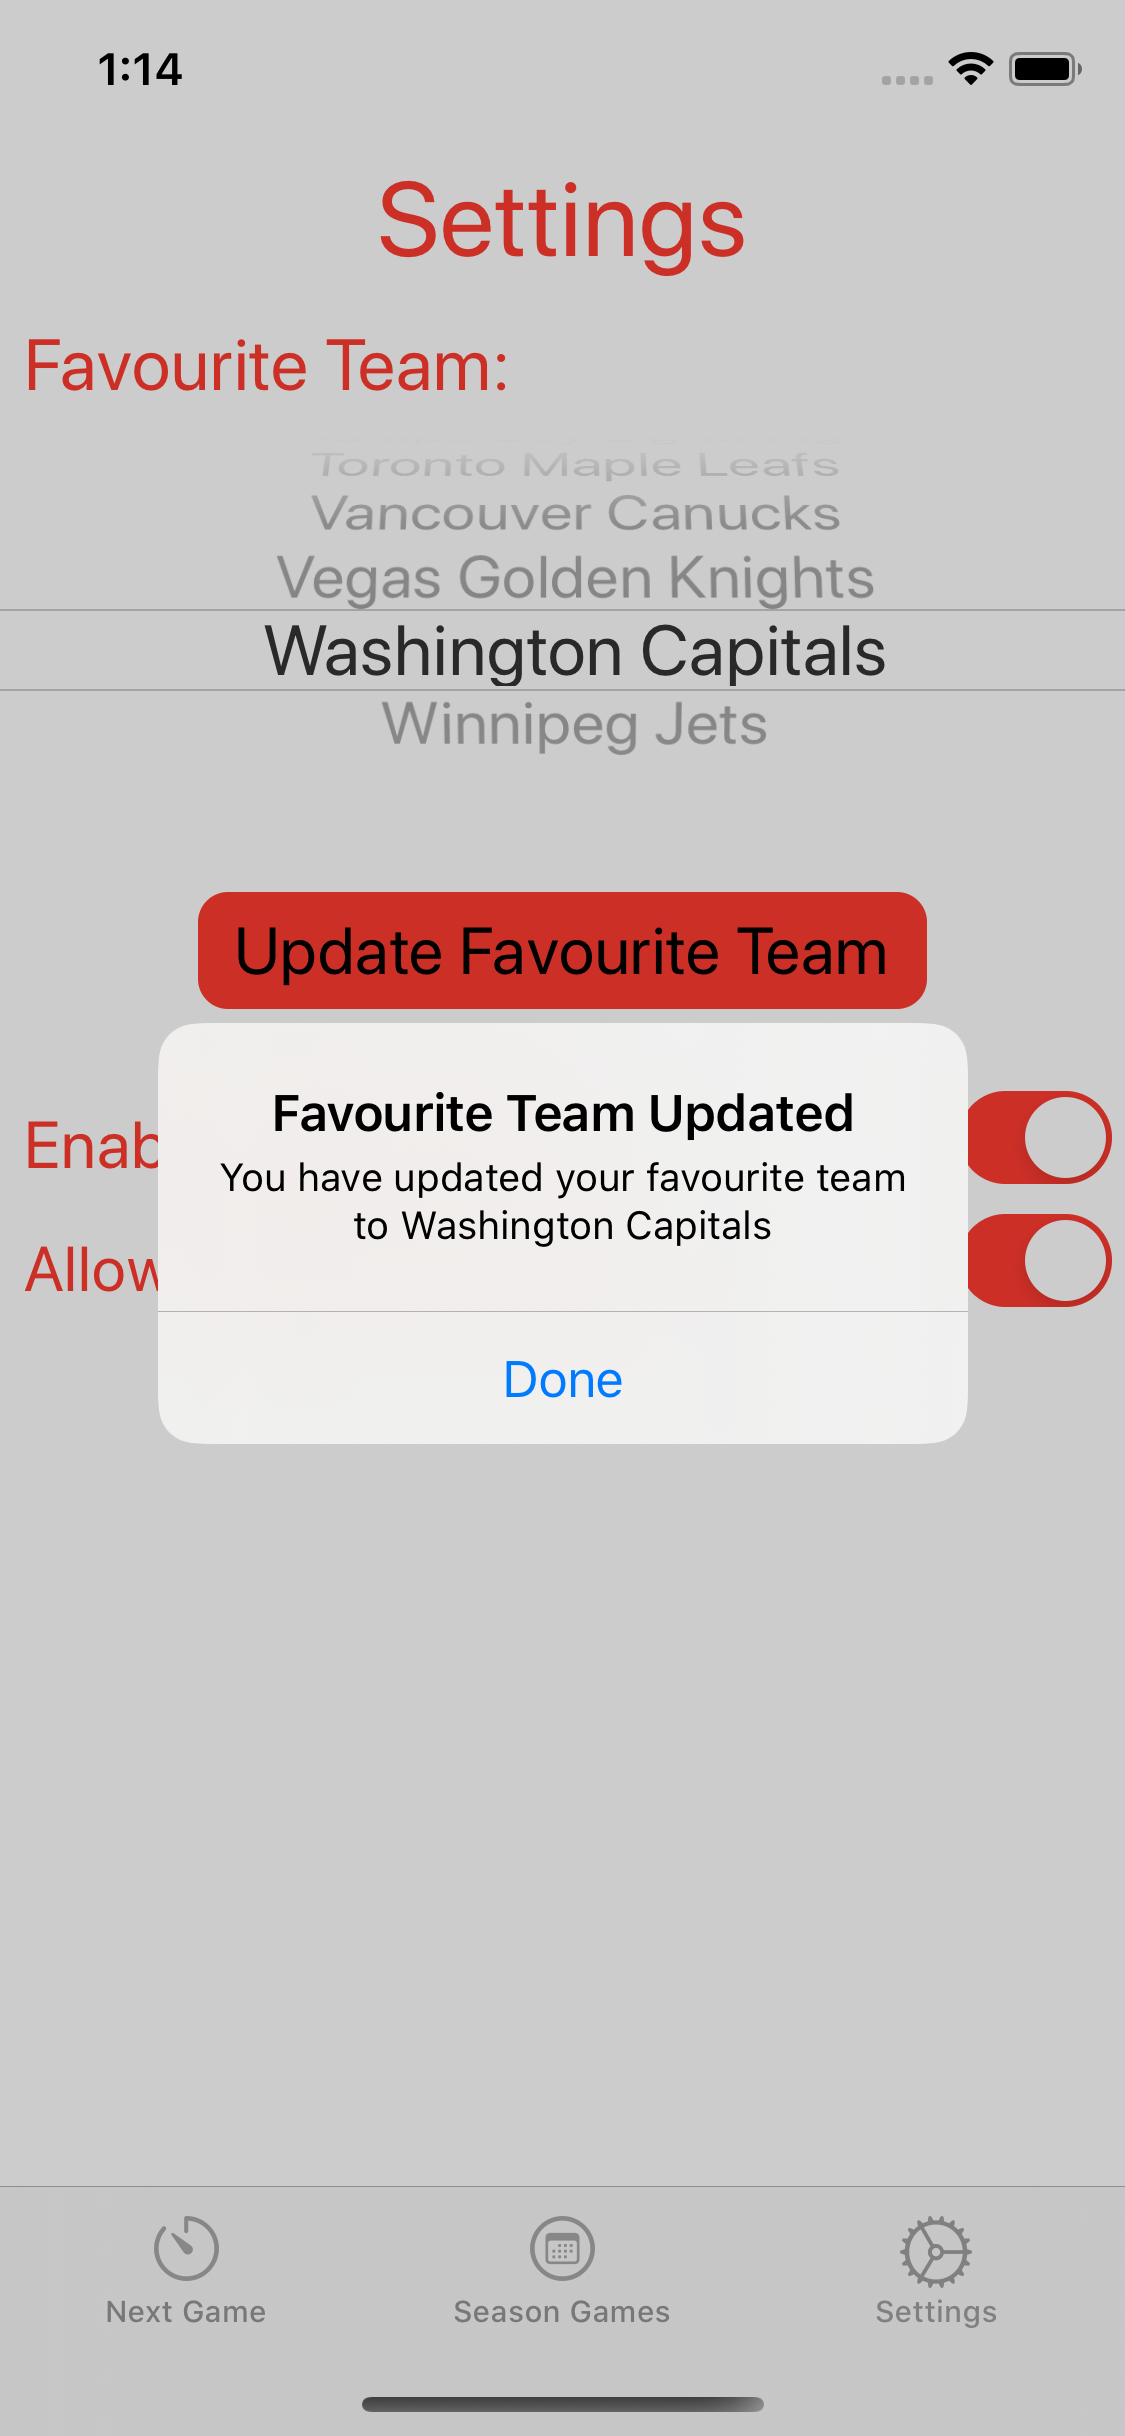 1:14
Settings
Favourite Team:
Toronto Maple Leafs
Vancouver Canucks
Vegas Golden Knights
Washington Capitals
Winnipeg Jets
Update Favourite Team
Favourite Team Updated
You have updated your favourite team
to Washington Capitals
Enab
Allow
Done
Next Game
Season Games
Settings